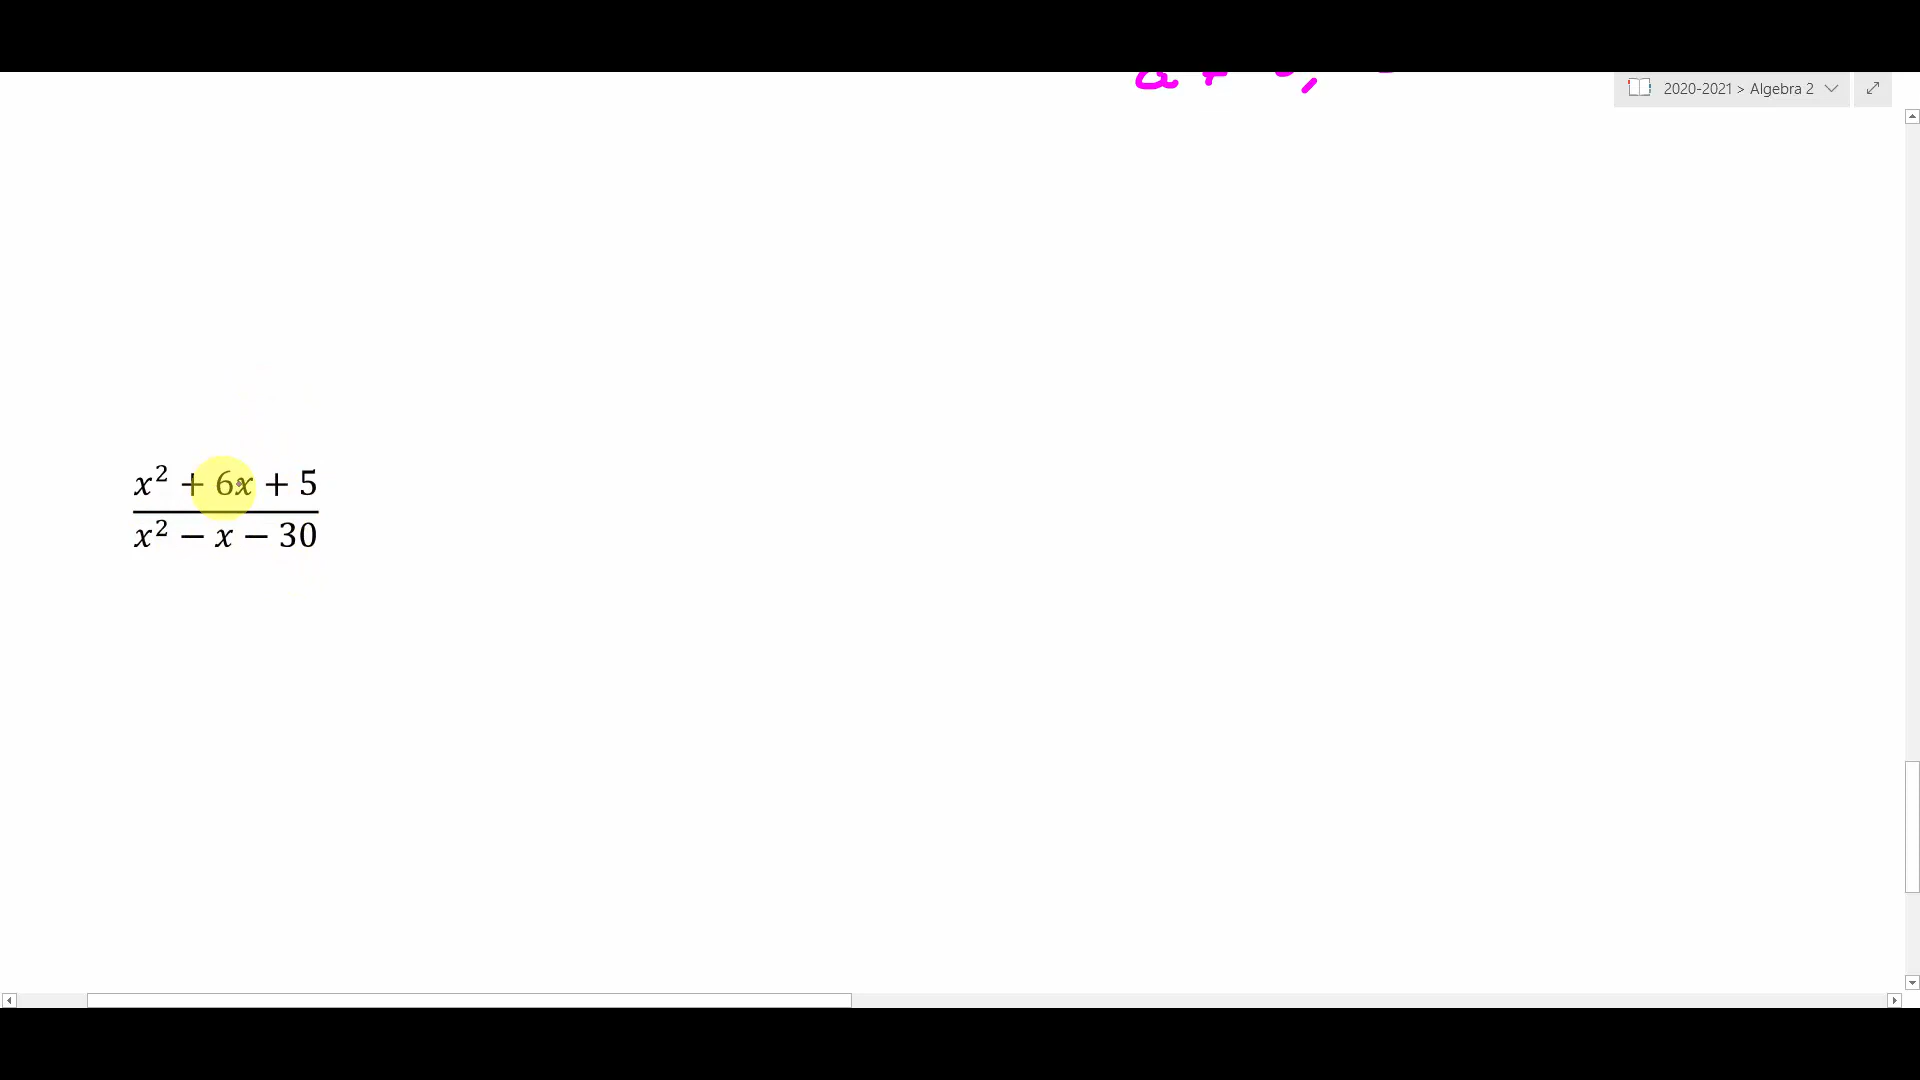 2020-2021 > Algebra 2
x² + 6x + 5
x² − x − 30